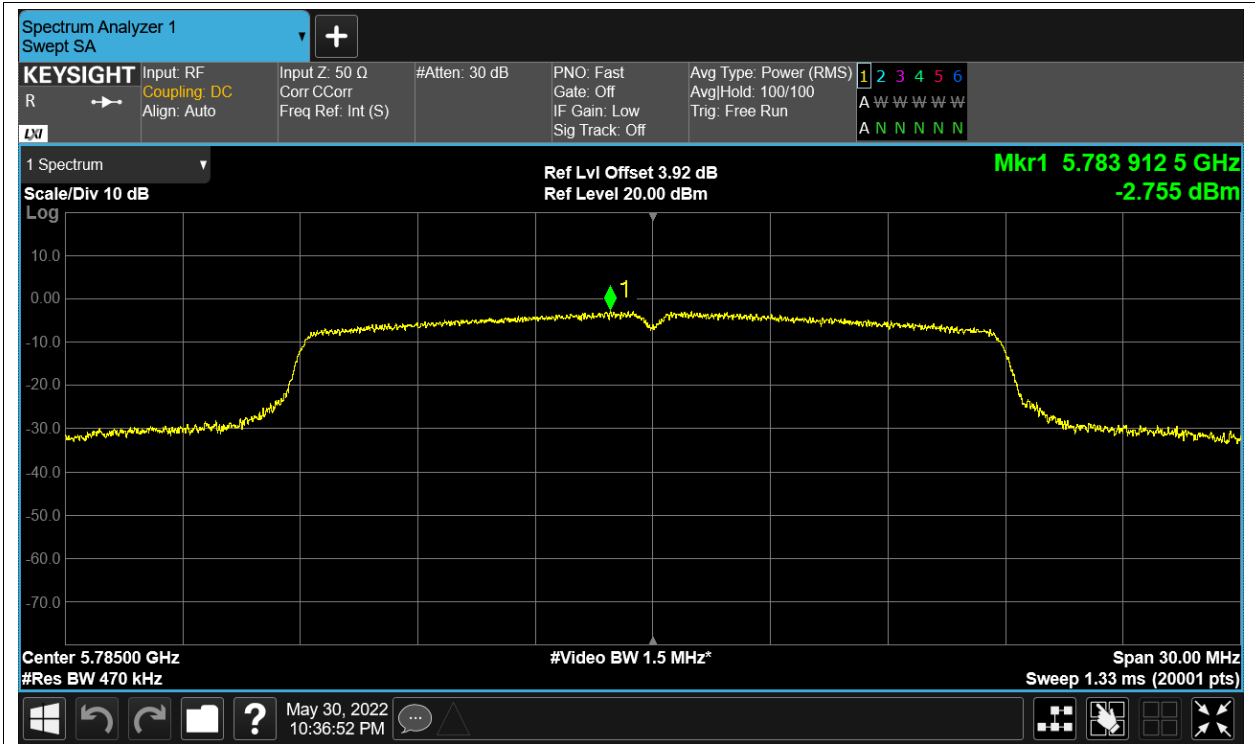 Spectrum Analyzer 1
Swept SA
KEYSIGHT
R
LXI
Input: RF
Coupling: DC
Align: Auto
Input Z: 50 Ω
Corr CCorr
Freq Ref: Int (S)
#Atten: 30 dB
PNO: Fast
Gate: Off
IF Gain: Low
Sig Track: Off
Avg Type: Power (RMS)
Avg|Hold: 100/100
Trig: Free Run
1 2 3 4 5 6
A W W W W W
A N N N N N
1 Spectrum
Scale/Div 10 dB
Log
Ref Lvl Offset 3.92 dB
Ref Level 20.00 dBm
Mkr1 5.783 912 5 GHz
-2.755 dBm
10.0
0.00
1
-10.0
-20.0
-30.0
-40.0
-50.0
-60.0
-70.0
Center 5.78500 GHz
#Res BW 470 kHz
#Video BW 1.5 MHz*
Span 30.00 MHz
Sweep 1.33 ms (20001 pts)
?
May 30, 2022
10:36:52 PM